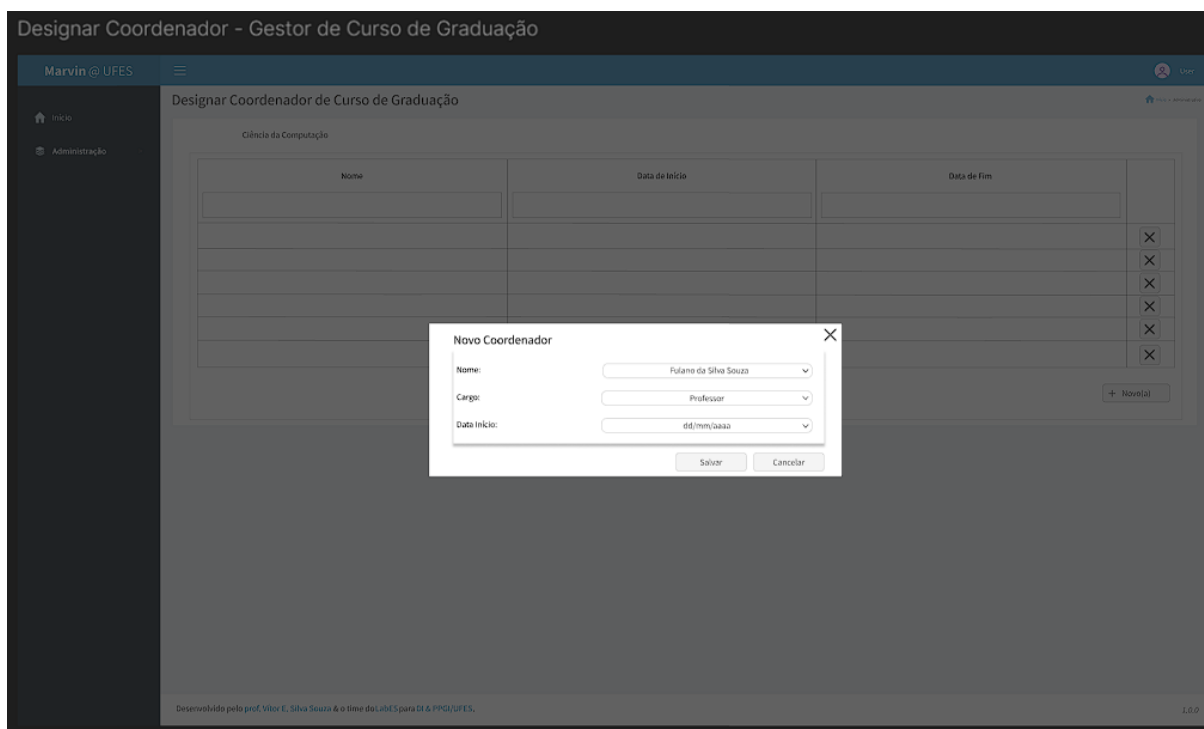 Designar Coordenador - Gestor de Curso de Graduação
Marvin @ UFES
User
Designar Coordenador de Curso de Graduação
Início
Ciência da Computação
Administração
Nome Data de Início Data de Fim
Novo Coordenador
Nome: Fulano da Silva Souza
Cargo: Professor
+ Novo(a)
Data Início: dd/mm/aaaa
Salvar Cancelar
Desenvolvido pelo prof. Vítor E. Silva Souza & o time do LabES para DI & PPGI/UFES.
1.0.0